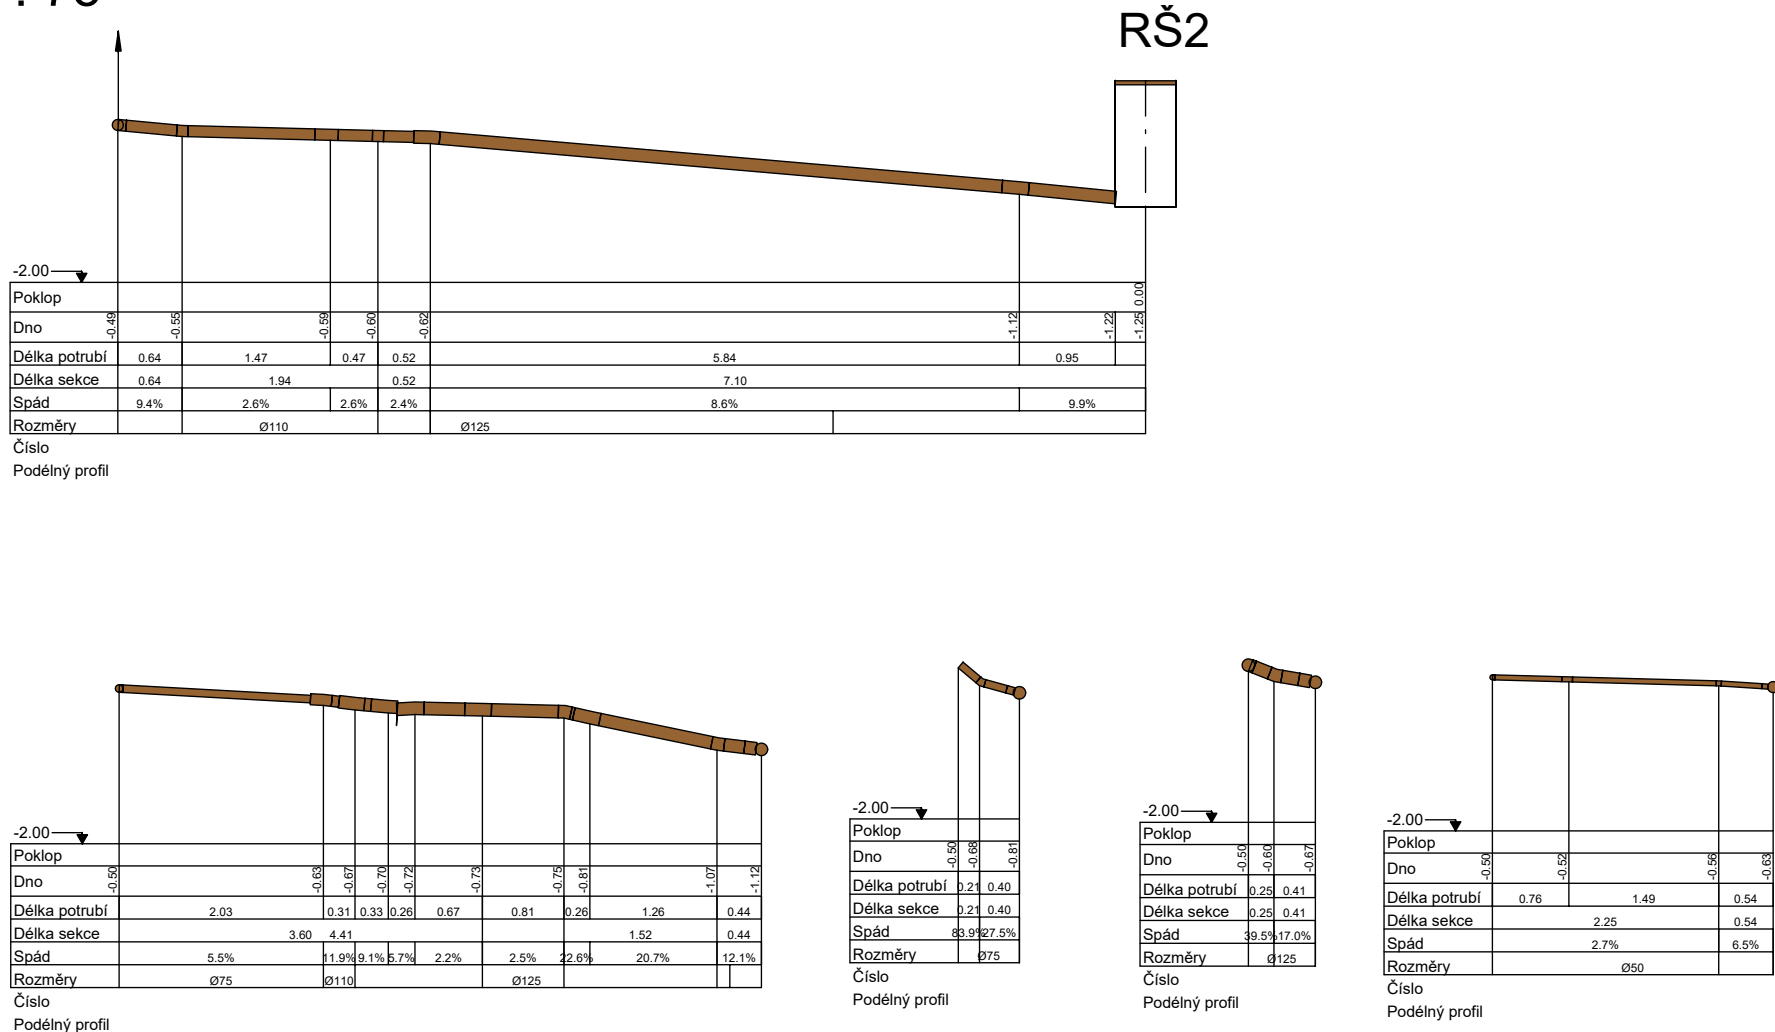 RŠ2
-2.00
Poklop 0.00
Dno -0.49 -0.55 -0.59 -0.60 -0.62 -1.12 -1.22 -1.25
Délka potrubí 0.64 1.47 0.47 0.52 5.84 0.95
Délka sekce 0.64 1.94 0.52 7.10
Spád 9.4% 2.6% 2.6% 2.4% 8.6% 9.9%
Rozměry Ø110 Ø125
Číslo
Podélný profil
-2.00
Poklop
Dno -0.50 -0.63 -0.67 -0.70 -0.72 -0.73 -0.75 -0.81 -1.07 -1.12
Délka potrubí 2.03 0.31 0.33 0.26 0.67 0.81 0.26 1.26 0.44
Délka sekce 3.60 4.41 1.52 0.44
Spád 5.5% 11.9% 9.1% 5.7% 2.2% 2.5% 22.6% 20.7% 12.1%
Rozměry Ø75 Ø110 Ø125
Číslo
Podélný profil
-2.00
Poklop
Dno -0.50 -0.68 -0.81
Délka potrubí 0.21 0.40
Délka sekce 0.21 0.40
Spád 83.9% 27.5%
Rozměry Ø75
Číslo
Podélný profil
-2.00
Poklop
Dno -0.50 -0.60 -0.67
Délka potrubí 0.25 0.41
Délka sekce 0.25 0.41
Spád 39.5% 17.0%
Rozměry Ø125
Číslo
Podélný profil
-2.00
Poklop
Dno -0.50 -0.52 -0.56 -0.63
Délka potrubí 0.76 1.49 0.54
Délka sekce 2.25 0.54
Spád 2.7% 6.5%
Rozměry Ø50
Číslo
Podélný profil